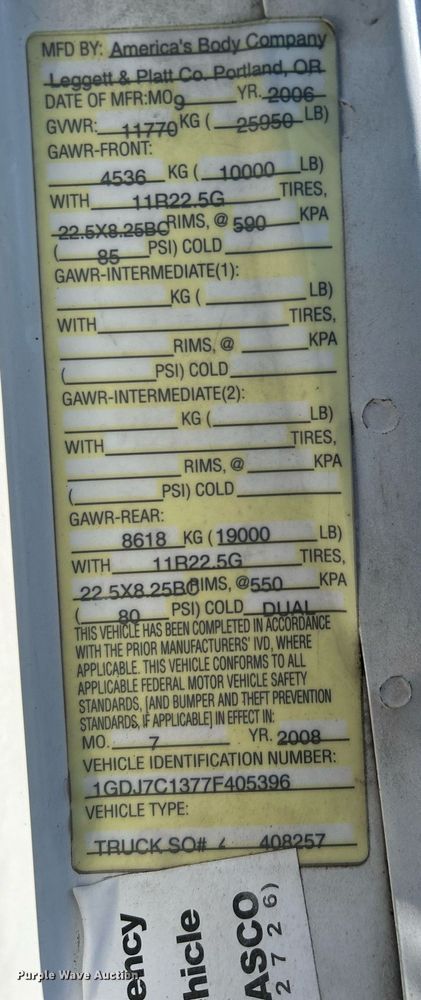 MFD BY: America's Body Company
Leggett & Platt Co. Portland, OR
DATE OF MFR:MO 9 YR. 2006
GVWR: 11770 KG ( 25950 LB)
GAWR-FRONT:
4536 KG ( 10000 LB)
WITH 11R22.5G TIRES,
22.5X8.25BC RIMS, @ 590 KPA
( 85 PSI) COLD
GAWR-INTERMEDIATE(1):
KG ( LB)
WITH TIRES,
RIMS, @ KPA
( PSI) COLD
GAWR-INTERMEDIATE(2):
KG ( LB)
WITH TIRES,
RIMS, @ KPA
( PSI) COLD
GAWR-REAR:
8618 KG ( 19000 LB)
WITH 11R22.5G TIRES,
22.5X8.25BC RIMS, @ 550 KPA
( 80 PSI) COLD DUAL
THIS VEHICLE HAS BEEN COMPLETED IN ACCORDANCE
WITH THE PRIOR MANUFACTURERS' IVD, WHERE
APPLICABLE. THIS VEHICLE CONFORMS TO ALL
APPLICABLE FEDERAL MOTOR VEHICLE SAFETY
STANDARDS, [AND BUMPER AND THEFT PREVENTION
STANDARDS, IF APPLICABLE] IN EFFECT IN:
MO. 7 YR. 2008
VEHICLE IDENTIFICATION NUMBER:
1GDJ7C1377F405396
VEHICLE TYPE:
TRUCK SO# 408257
ency
hicle
ASCO
2726)
Purple Wave Auction